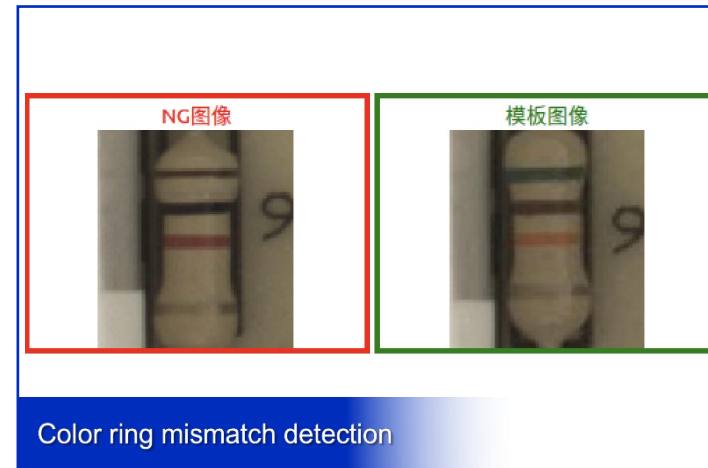 NG图像
模板图像
9
9
Color ring mismatch detection